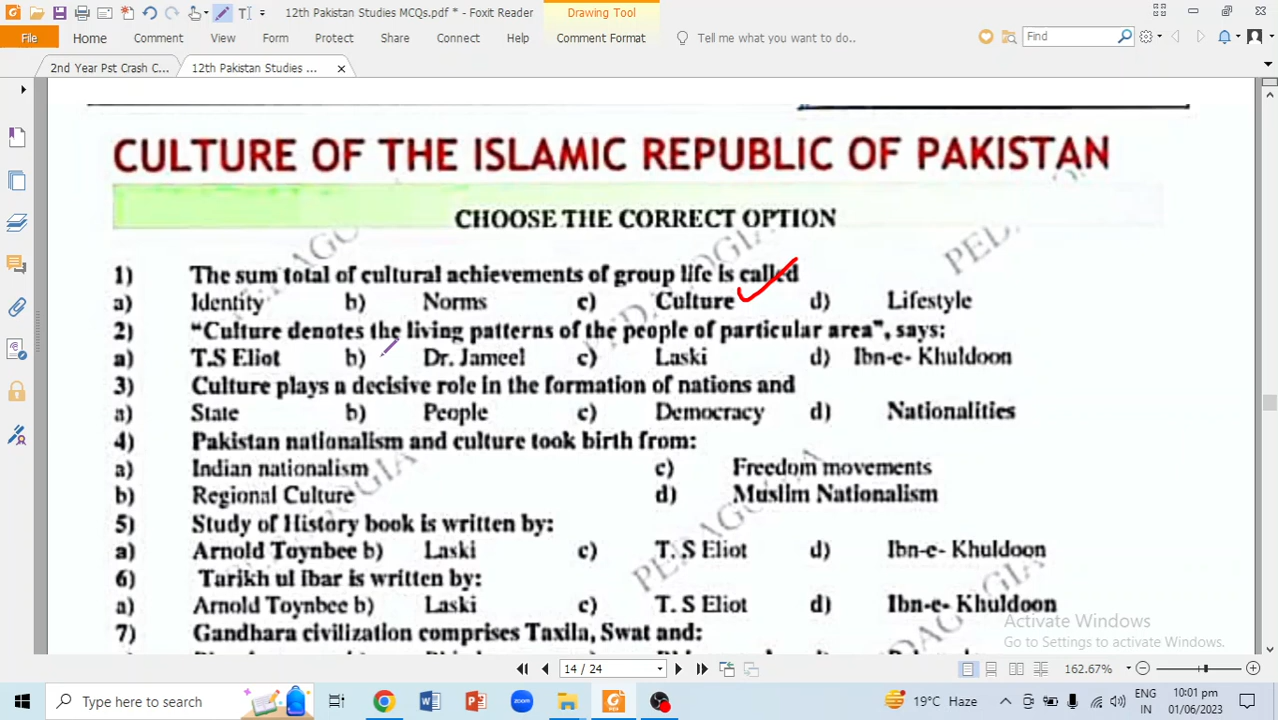 12th Pakistan Studies MCQs.pdf * - Foxit Reader
Drawing Tool
File Home Comment View Form Protect Share Connect Help Comment Format Tell me what you want to do.. Find
2nd Year Pst Crash C... 12th Pakistan Studies ...
CULTURE OF THE ISLAMIC REPUBLIC OF PAKISTAN
CHOOSE THE CORRECT OPTION
1) The sum total of cultural achievements of group life is called
a) Identity b) Norms c) Culture d) Lifestyle
2) “Culture denotes the living patterns of the people of particular area”, says:
a) T.S Eliot b) Dr. Jameel c) Laski d) Ibn-e- Khuldoon
3) Culture plays a decisive role in the formation of nations and
a) State b) People c) Democracy d) Nationalities
4) Pakistan nationalism and culture took birth from:
a) Indian nationalism c) Freedom movements
b) Regional Culture d) Muslim Nationalism
5) Study of History book is written by:
a) Arnold Toynbee b) Laski c) T. S Eliot d) Ibn-e- Khuldoon
6) Tarikh ul ibar is written by:
a) Arnold Toynbee b) Laski c) T. S Eliot d) Ibn-e- Khuldoon
7) Gandhara civilization comprises Taxila, Swat and:
Activate Windows
Go to Settings to activate Windows.
14 / 24 162.67%
Type here to search zoom 19°C Haze ENG 10:01 pm
IN 01/06/2023